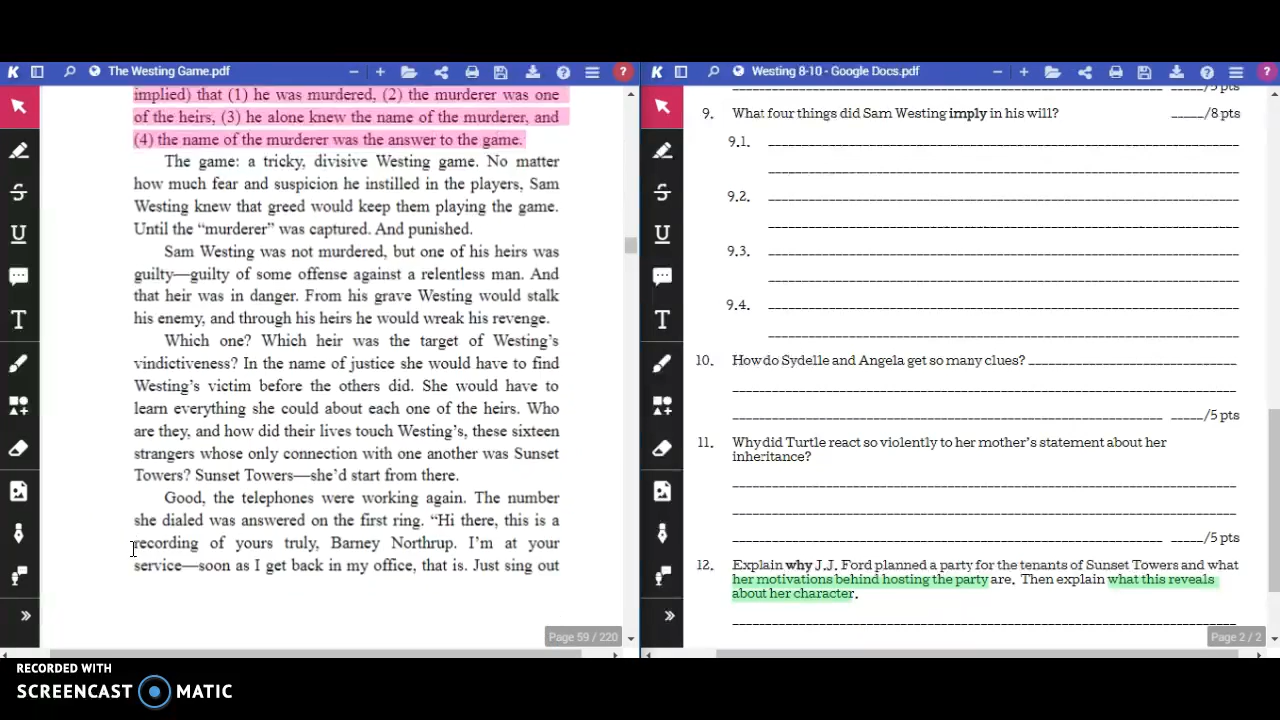 The Westing Game.pdf
implied) that (1) he was murdered, (2) the murderer was one
of the heirs, (3) he alone knew the name of the murderer, and
(4) the name of the murderer was the answer to the game.
The game: a tricky, divisive Westing game. No matter
how much fear and suspicion he instilled in the players, Sam
Westing knew that greed would keep them playing the game.
Until the “murderer” was captured. And punished.
Sam Westing was not murdered, but one of his heirs was
guilty—guilty of some offense against a relentless man. And
that heir was in danger. From his grave Westing would stalk
his enemy, and through his heirs he would wreak his revenge.
Which one? Which heir was the target of Westing’s
vindictiveness? In the name of justice she would have to find
Westing’s victim before the others did. She would have to
learn everything she could about each one of the heirs. Who
are they, and how did their lives touch Westing’s, these sixteen
strangers whose only connection with one another was Sunset
Towers? Sunset Towers—she’d start from there.
Good, the telephones were working again. The number
she dialed was answered on the first ring. “Hi there, this is a
recording of yours truly, Barney Northrup. I’m at your
service—soon as I get back in my office, that is. Just sing out
Page 59 / 220
Westing 8-10 - Google Docs.pdf
_____/5 pts
9. What four things did Sam Westing imply in his will? _____/8 pts
9.1.
9.2.
9.3.
9.4.
10. How do Sydelle and Angela get so many clues?
_____/5 pts
11. Why did Turtle react so violently to her mother’s statement about her
inheritance?
_____/5 pts
12. Explain why J.J. Ford planned a party for the tenants of Sunset Towers and what
her motivations behind hosting the party are. Then explain what this reveals
about her character.
Page 2 / 2
RECORDED WITH
SCREENCAST MATIC